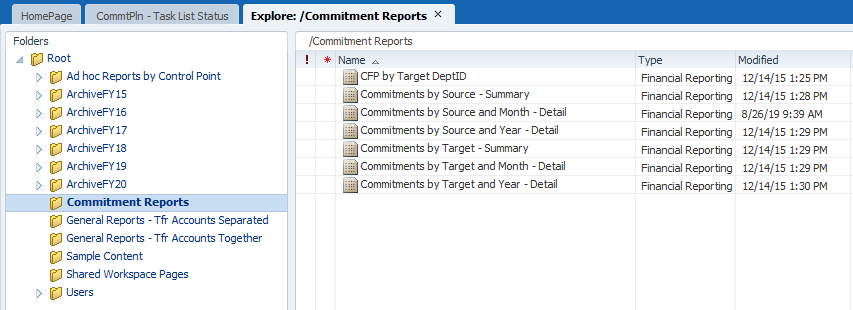 HomePage
CommtPln - Task List Status
Explore: /Commitment Reports ×
Folders
Root
Ad hoc Reports by Control Point
ArchiveFY15
ArchiveFY16
ArchiveFY17
ArchiveFY18
ArchiveFY19
ArchiveFY20
Commitment Reports
General Reports - Tfr Accounts Separated
General Reports - Tfr Accounts Together
Sample Content
Shared Workspace Pages
Users
/Commitment Reports
! * Name Type Modified
CFP by Target DeptID Financial Reporting 12/14/15 1:25 PM
Commitments by Source - Summary Financial Reporting 12/14/15 1:28 PM
Commitments by Source and Month - Detail Financial Reporting 8/26/19 9:39 AM
Commitments by Source and Year - Detail Financial Reporting 12/14/15 1:29 PM
Commitments by Target - Summary Financial Reporting 12/14/15 1:29 PM
Commitments by Target and Month - Detail Financial Reporting 12/14/15 1:29 PM
Commitments by Target and Year - Detail Financial Reporting 12/14/15 1:30 PM